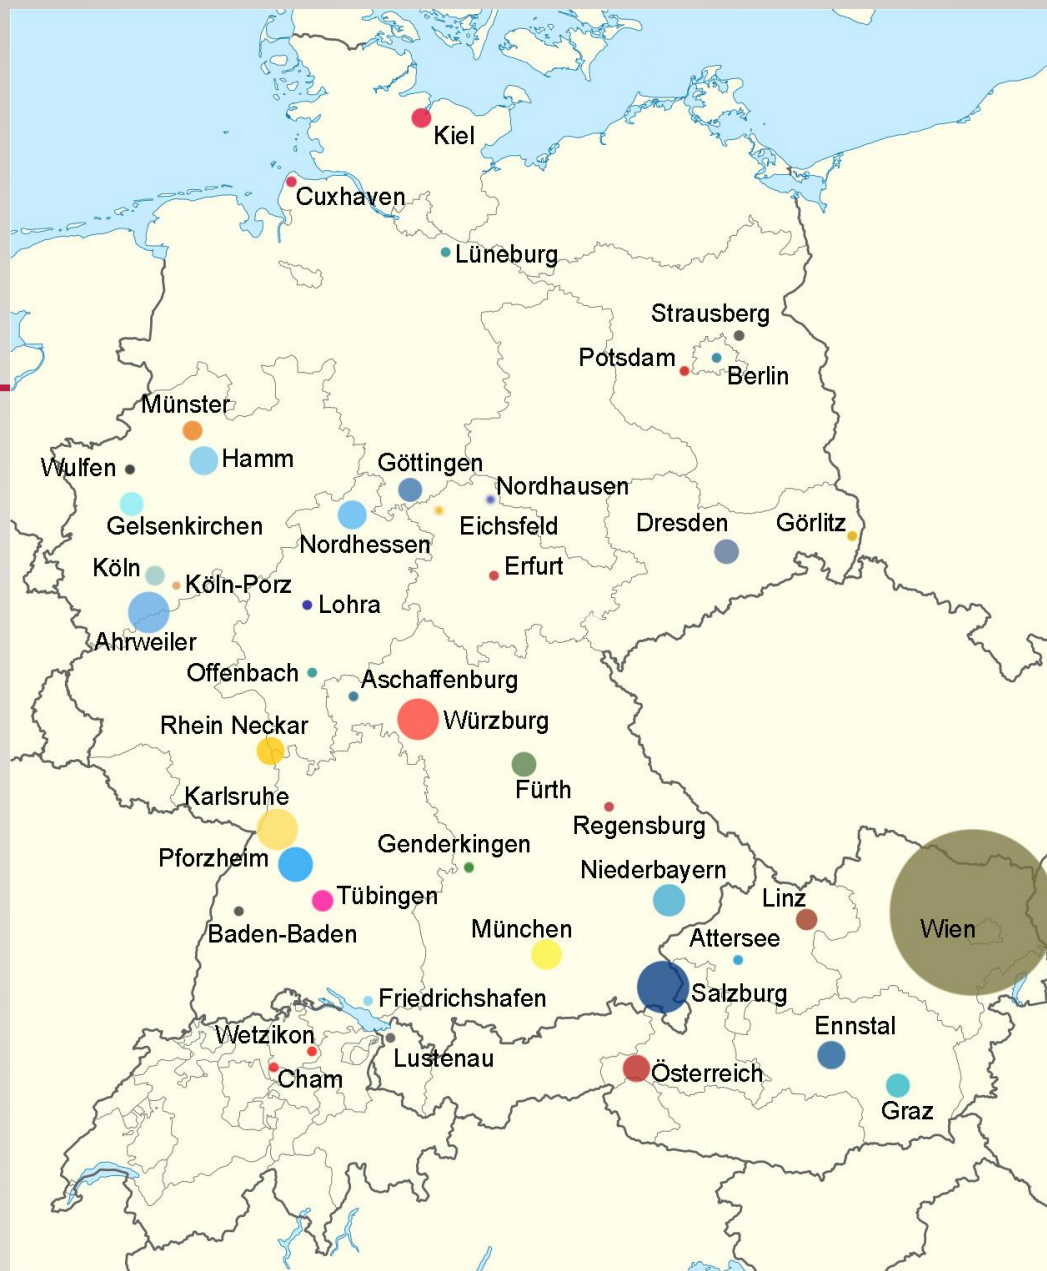 Kiel
Cuxhaven
Lüneburg
Strausberg
Potsdam
Berlin
Münster
Hamm
Wulfen
Göttingen
Nordhausen
Gelsenkirchen
Eichsfeld
Dresden
Görlitz
Nordhessen
Köln
Köln-Porz
Erfurt
Lohra
Ahrweiler
Offenbach
Aschaffenburg
Rhein Neckar
Würzburg
Fürth
Karlsruhe
Regensburg
Pforzheim
Genderkingen
Niederbayern
Tübingen
Linz
Wien
Baden-Baden
München
Attersee
Friedrichshafen
Salzburg
Wetzikon
Lustenau
Ennstal
Cham
Österreich
Graz